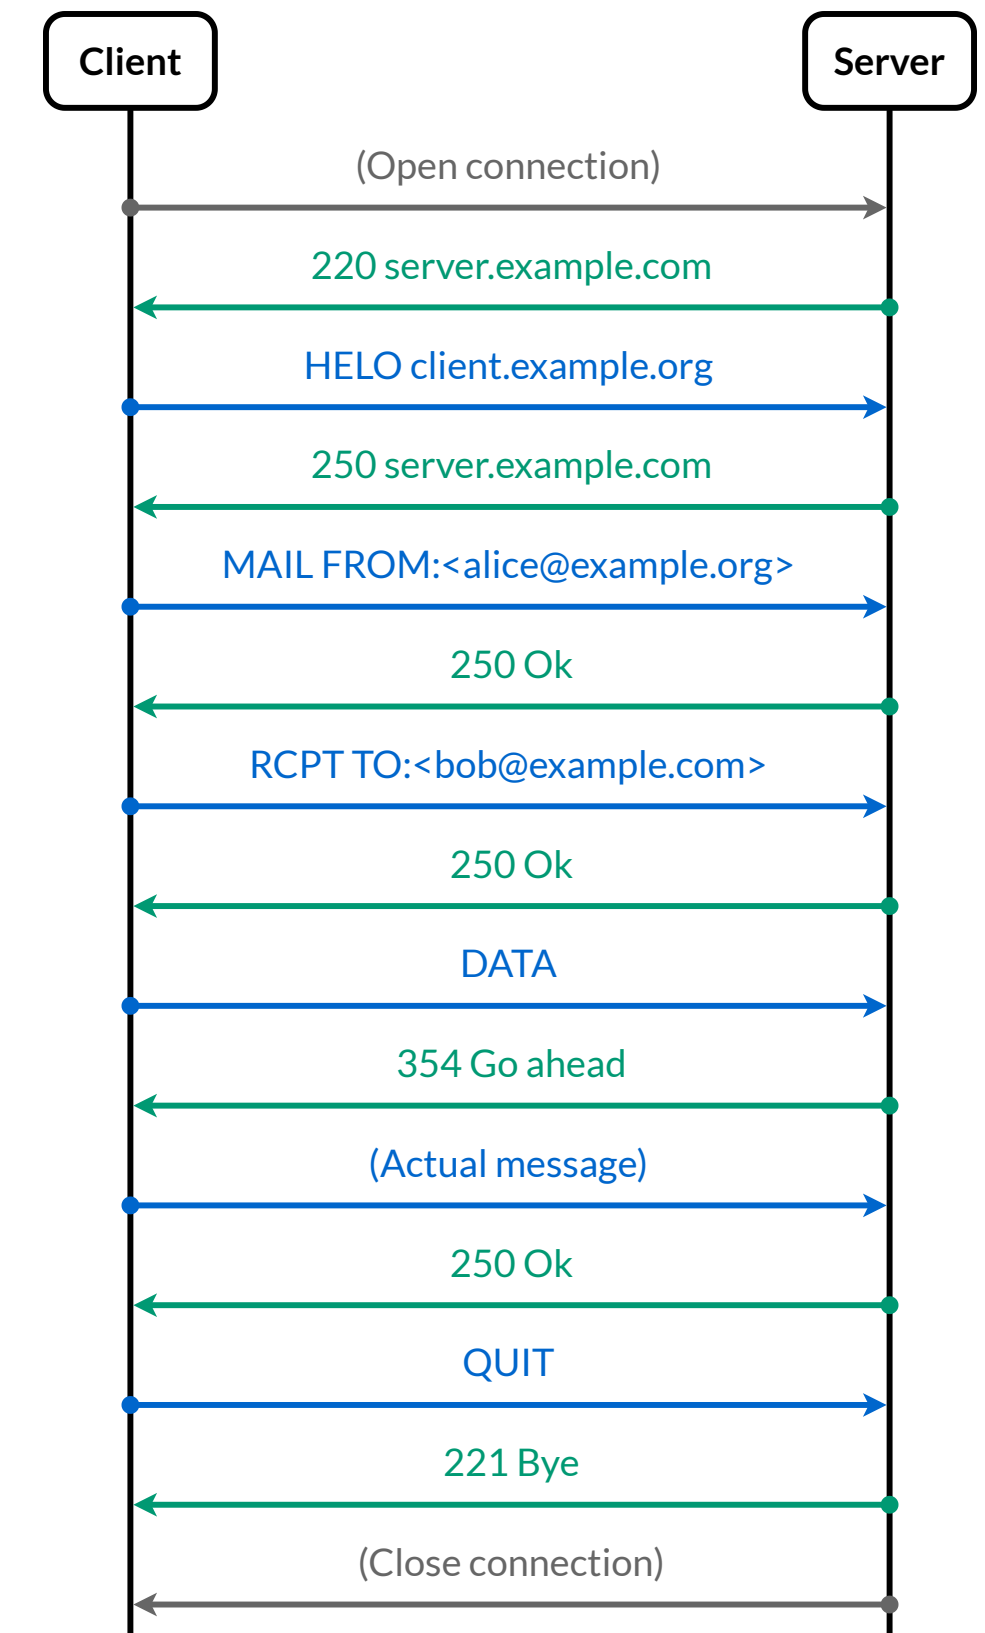 Client
Server
(Open connection)
220 server.example.com
HELO client.example.org
250 server.example.com
MAIL FROM:<alice@example.org>
250 Ok
RCPT TO:<bob@example.com>
250 Ok
DATA
354 Go ahead
(Actual message)
250 Ok
QUIT
221 Bye
(Close connection)